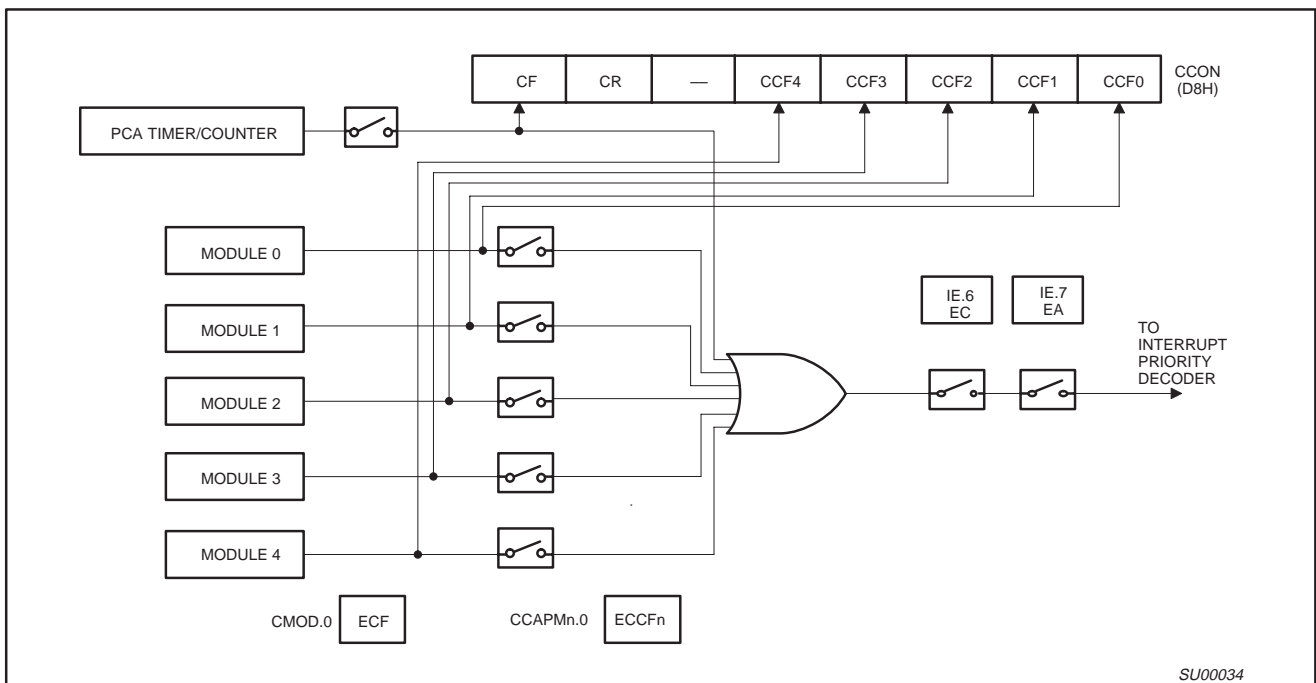 CF CR — CCF4 CCF3 CCF2 CCF1 CCF0
CCON
(D8H)
PCA TIMER/COUNTER
MODULE 0
MODULE 1
MODULE 2
MODULE 3
MODULE 4
IE.6
EC
IE.7
EA
TO
INTERRUPT
PRIORITY
DECODER
CMOD.0 ECF
CCAPMn.0 ECCFn
SU00034